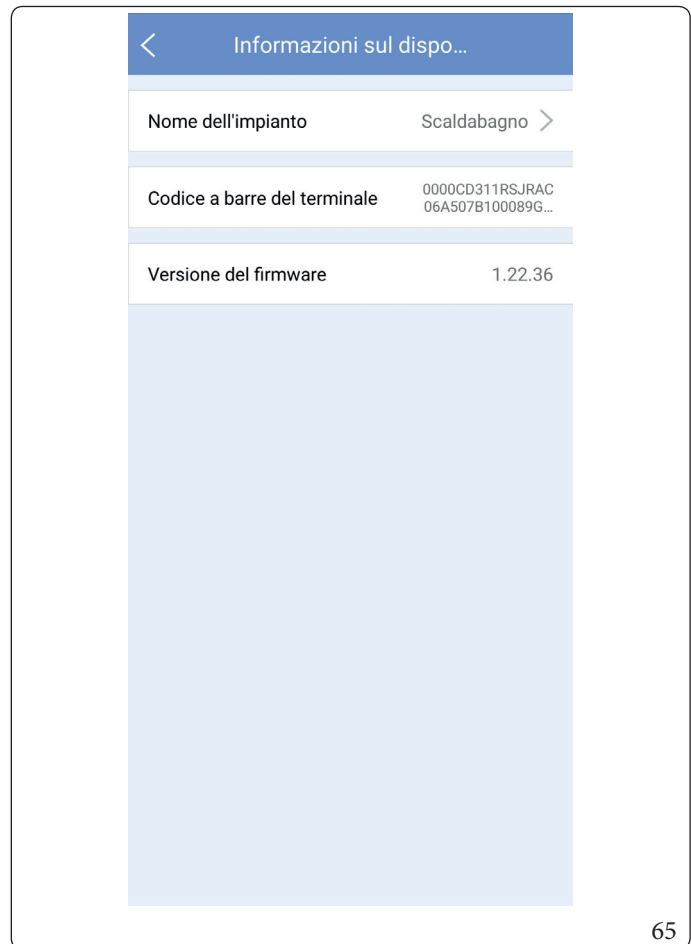 Informazioni sul dispo...
Nome dell'impianto Scaldabagno
Codice a barre del terminale 0000CD311RSJRAC
06A507B100089G...
Versione del firmware 1.22.36
65